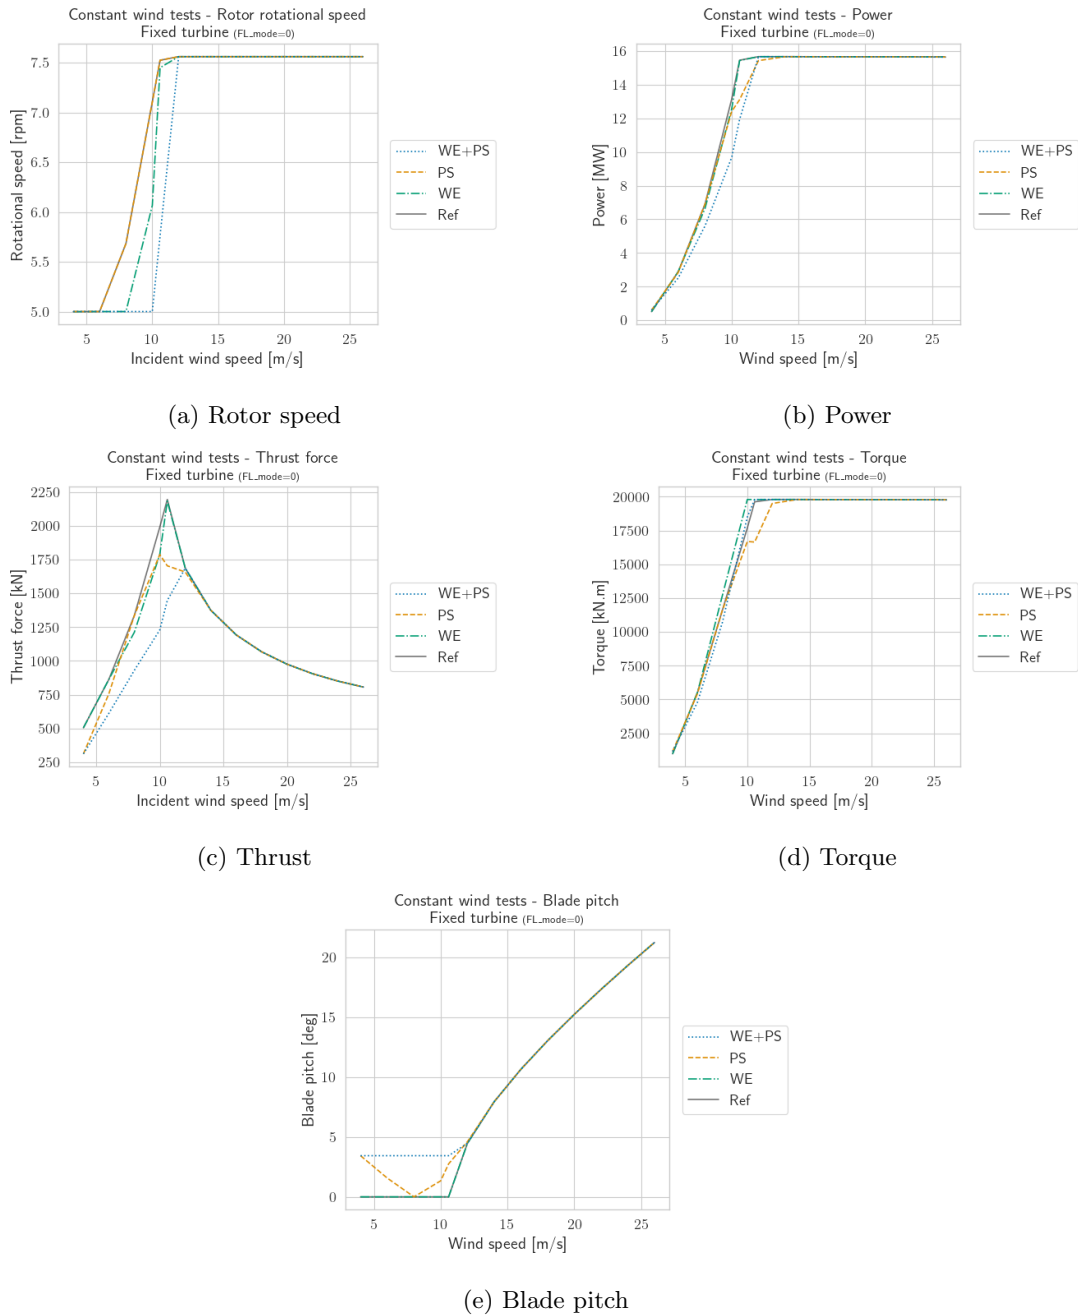 Constant wind tests - Rotor rotational speed
Fixed turbine (FL_mode=0)
Rotational speed [rpm]
7.5
7.0
6.5
6.0
5.5
5.0
5 10 15 20 25
Incident wind speed [m/s]
WE+PS
PS
WE
Ref
(a) Rotor speed
Constant wind tests - Power
Fixed turbine (FL_mode=0)
Power [MW]
16
14
12
10
8
6
4
2
0
5 10 15 20 25
Wind speed [m/s]
WE+PS
PS
WE
Ref
(b) Power
Constant wind tests - Thrust force
Fixed turbine (FL_mode=0)
Thrust force [kN]
2250
2000
1750
1500
1250
1000
750
500
250
5 10 15 20 25
Incident wind speed [m/s]
WE+PS
PS
WE
Ref
(c) Thrust
Constant wind tests - Torque
Fixed turbine (FL_mode=0)
Torque [kN.m]
20000
17500
15000
12500
10000
7500
5000
2500
5 10 15 20 25
Wind speed [m/s]
WE+PS
PS
WE
Ref
(d) Torque
Constant wind tests - Blade pitch
Fixed turbine (FL_mode=0)
Blade pitch [deg]
20
15
10
5
0
5 10 15 20 25
Wind speed [m/s]
WE+PS
PS
WE
Ref
(e) Blade pitch